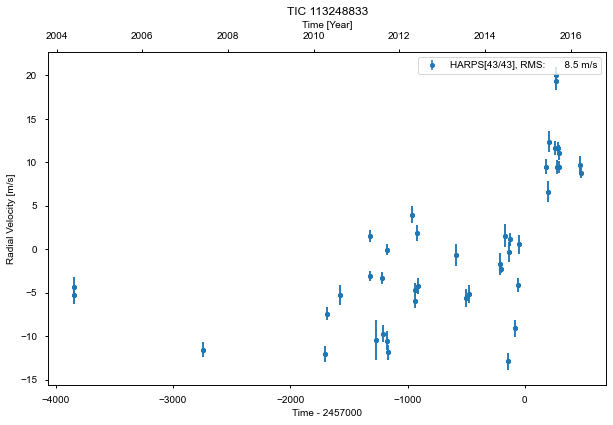 TIC 113248833
Time [Year]
2004 2006 2008 2010 2012 2014 2016
HARPS[43/43], RMS: 8.5 m/s
20
15
10
5
0
−5
−10
−15
Radial Velocity [m/s]
−4000 −3000 −2000 −1000 0
Time - 2457000